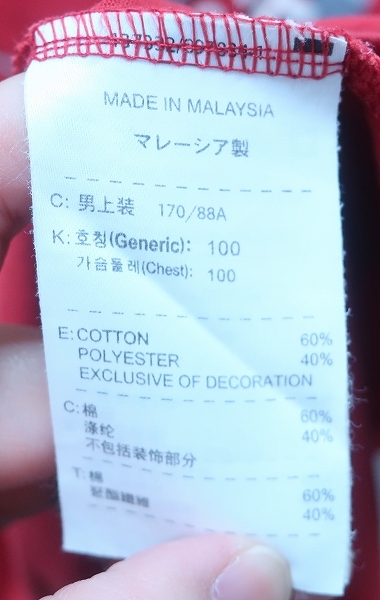 MADE IN MALAYSIA
マレーシア製
C: 男上装 170/88A
K: 호칭(Generic): 100
가슴둘레(Chest): 100
E: COTTON 60%
POLYESTER 40%
EXCLUSIVE OF DECORATION
C: 棉 60%
涤纶 40%
不包括装饰部分
T: 棉 60%
聚酯纖維 40%